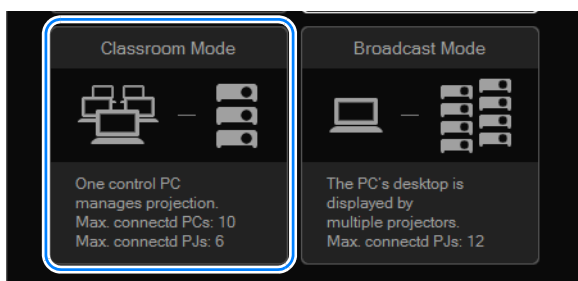 Classroom Mode
One control PC
manages projection.
Max. connectd PCs: 10
Max. connectd PJs: 6
Broadcast Mode
The PC's desktop is
displayed by
multiple projectors.
Max. connectd PJs: 12